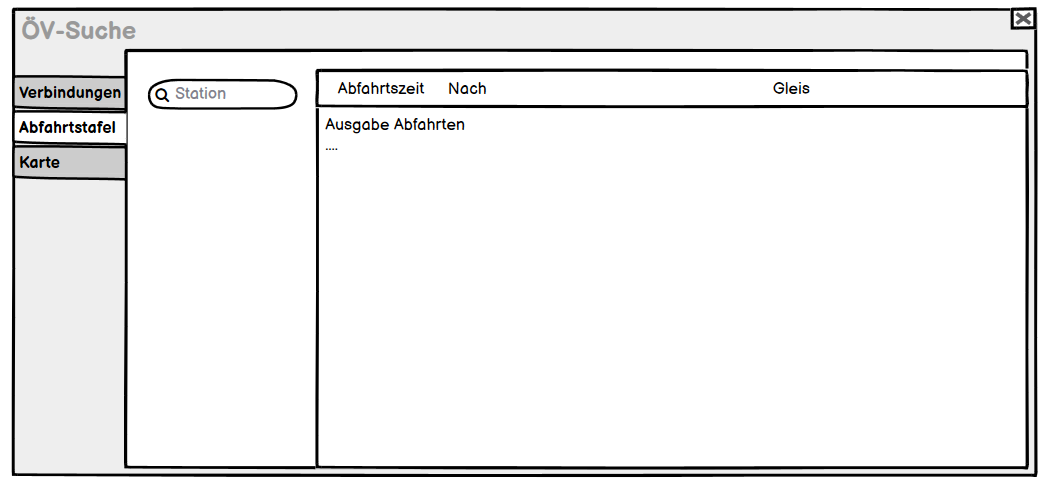 ÖV-Suche
Verbindungen
Abfahrtstafel
Karte
Station
Abfahrtszeit Nach Gleis
Ausgabe Abfahrten
....